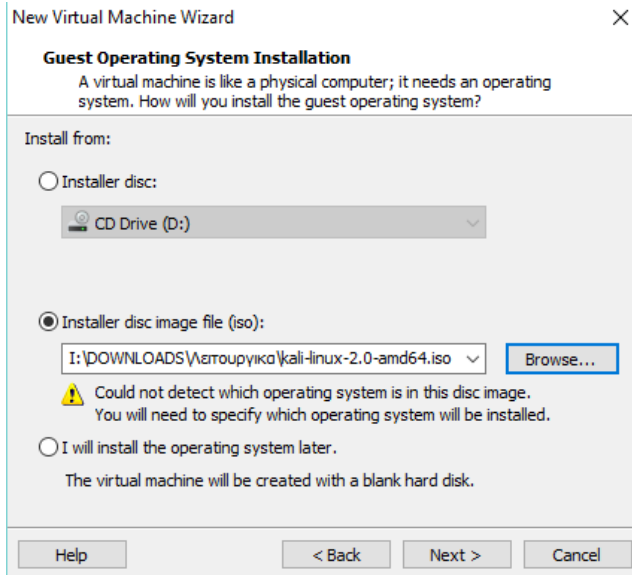 New Virtual Machine Wizard
Guest Operating System Installation
A virtual machine is like a physical computer; it needs an operating
system. How will you install the guest operating system?
Install from:
Installer disc:
CD Drive (D:)
Installer disc image file (iso):
I:\DOWNLOADS\Λειτουργικα\kali-linux-2.0-amd64.iso
Browse...
Could not detect which operating system is in this disc image.
You will need to specify which operating system will be installed.
I will install the operating system later.
The virtual machine will be created with a blank hard disk.
Help
< Back
Next >
Cancel